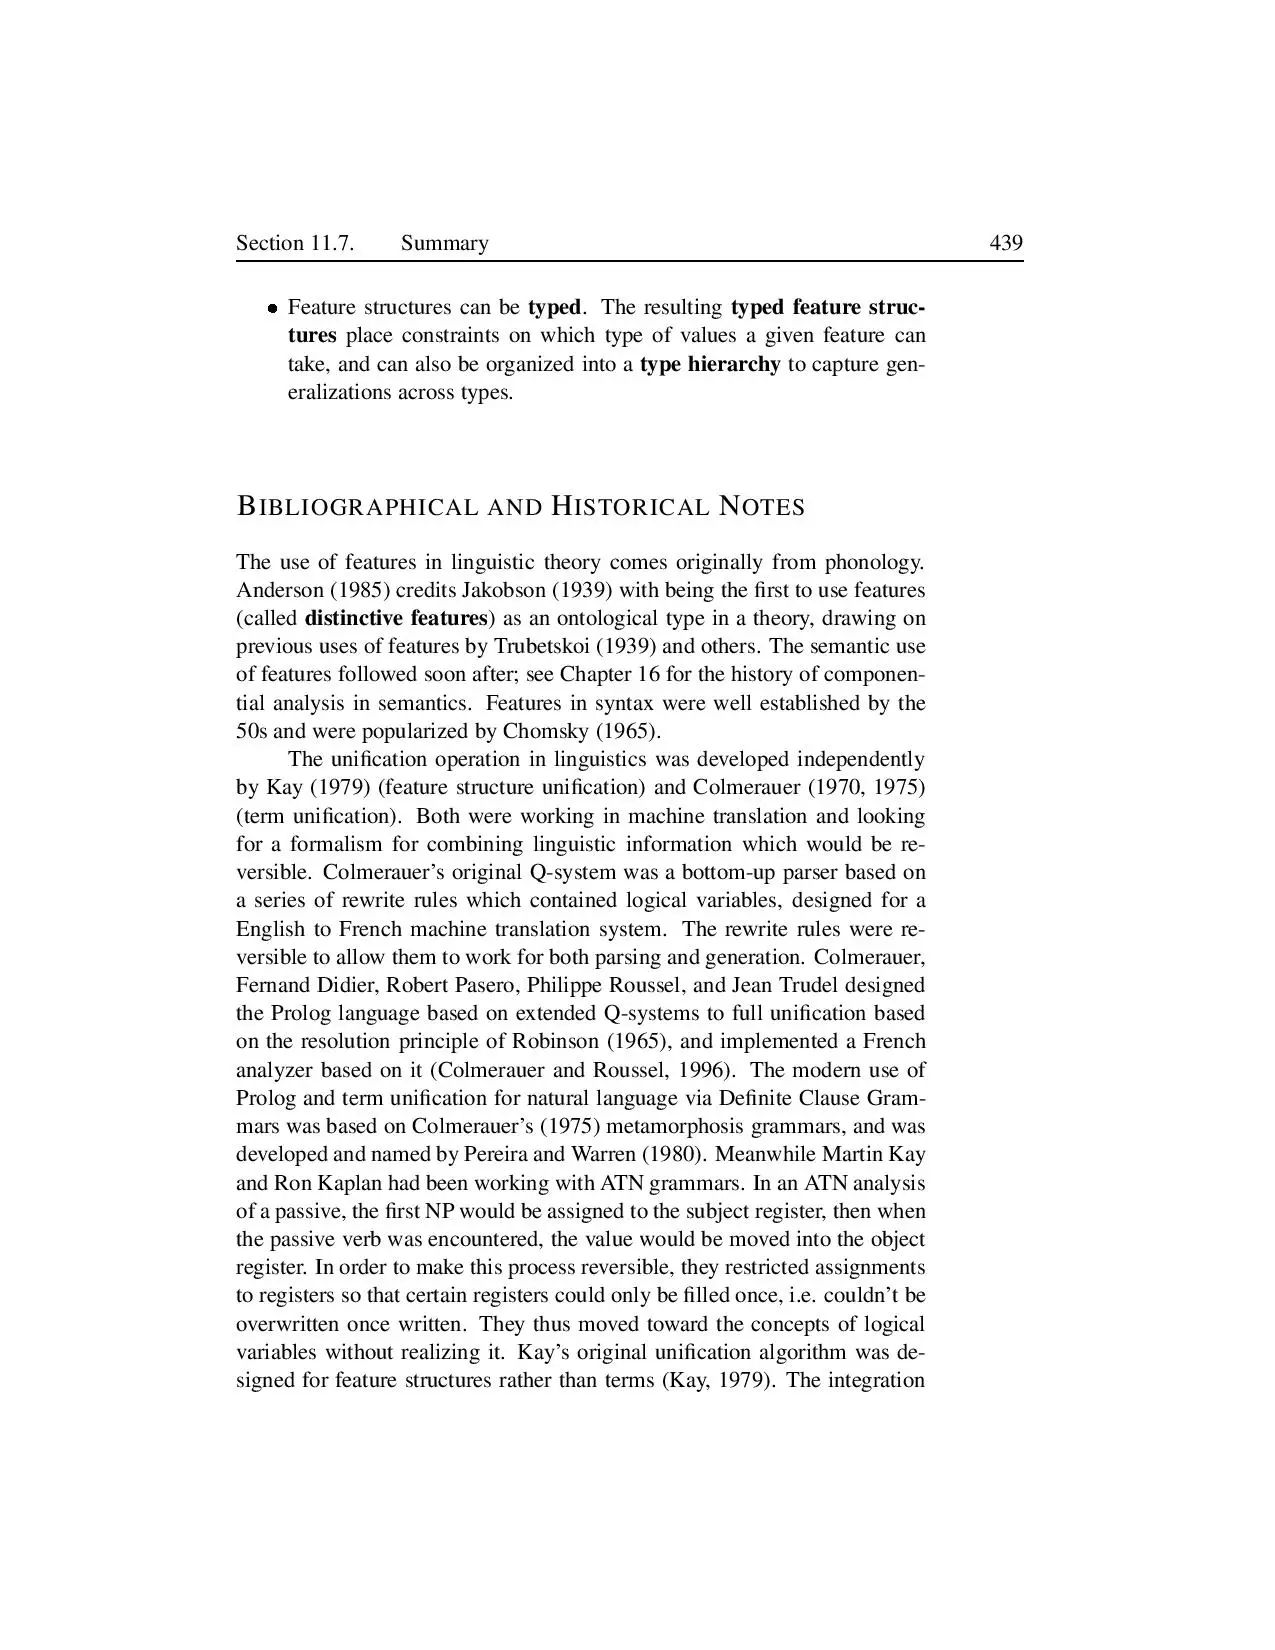 Section 11.7. Summary 439
• Feature structures can be typed. The resulting typed feature struc-
tures place constraints on which type of values a given feature can
take, and can also be organized into a type hierarchy to capture gen-
eralizations across types.
BIBLIOGRAPHICAL AND HISTORICAL NOTES
The use of features in linguistic theory comes originally from phonology.
Anderson (1985) credits Jakobson (1939) with being the first to use features
(called distinctive features) as an ontological type in a theory, drawing on
previous uses of features by Trubetskoi (1939) and others. The semantic use
of features followed soon after; see Chapter 16 for the history of componen-
tial analysis in semantics. Features in syntax were well established by the
50s and were popularized by Chomsky (1965).
The unification operation in linguistics was developed independently
by Kay (1979) (feature structure unification) and Colmerauer (1970, 1975)
(term unification). Both were working in machine translation and looking
for a formalism for combining linguistic information which would be re-
versible. Colmerauer's original Q-system was a bottom-up parser based on
a series of rewrite rules which contained logical variables, designed for a
English to French machine translation system. The rewrite rules were re-
versible to allow them to work for both parsing and generation. Colmerauer,
Fernand Didier, Robert Pasero, Philippe Roussel, and Jean Trudel designed
the Prolog language based on extended Q-systems to full unification based
on the resolution principle of Robinson (1965), and implemented a French
analyzer based on it (Colmerauer and Roussel, 1996). The modern use of
Prolog and term unification for natural language via Definite Clause Gram-
mars was based on Colmerauer's (1975) metamorphosis grammars, and was
developed and named by Pereira and Warren (1980). Meanwhile Martin Kay
and Ron Kaplan had been working with ATN grammars. In an ATN analysis
of a passive, the first NP would be assigned to the subject register, then when
the passive verb was encountered, the value would be moved into the object
register. In order to make this process reversible, they restricted assignments
to registers so that certain registers could only be filled once, i.e. couldn't be
overwritten once written. They thus moved toward the concepts of logical
variables without realizing it. Kay's original unification algorithm was de-
signed for feature structures rather than terms (Kay, 1979). The integration